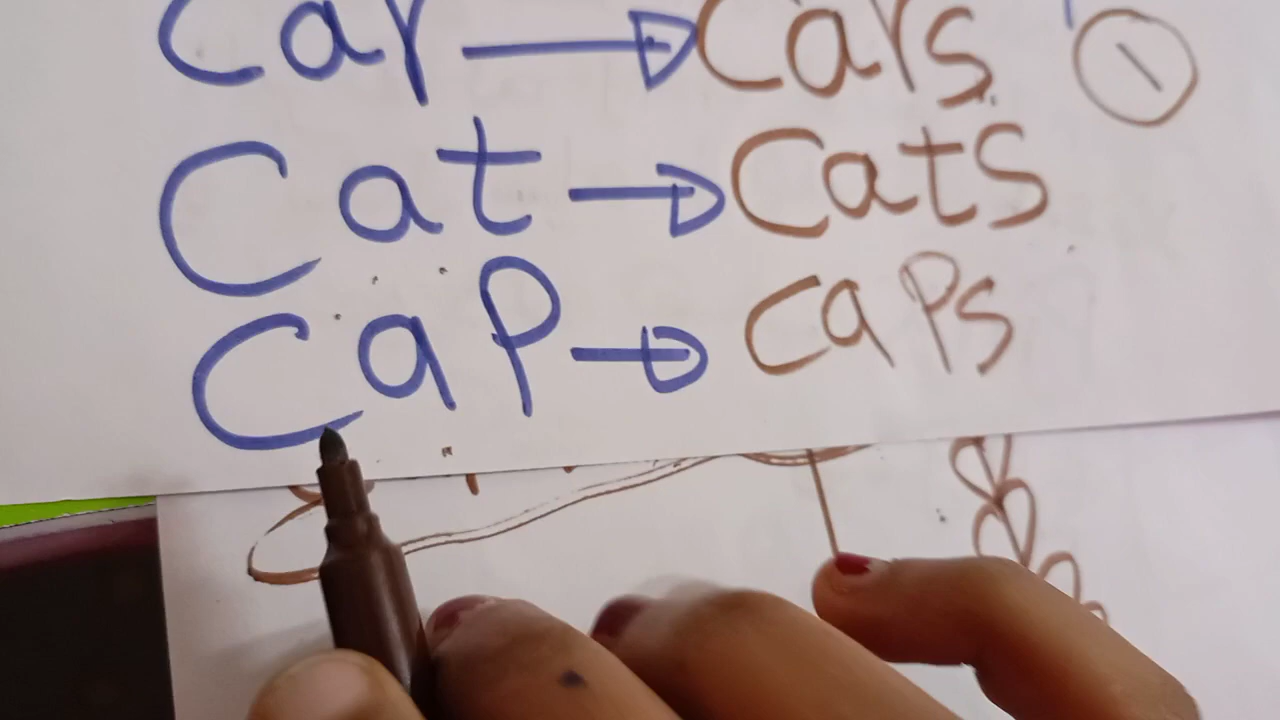 Car → Cars
Cat → Cats
Cap → Caps